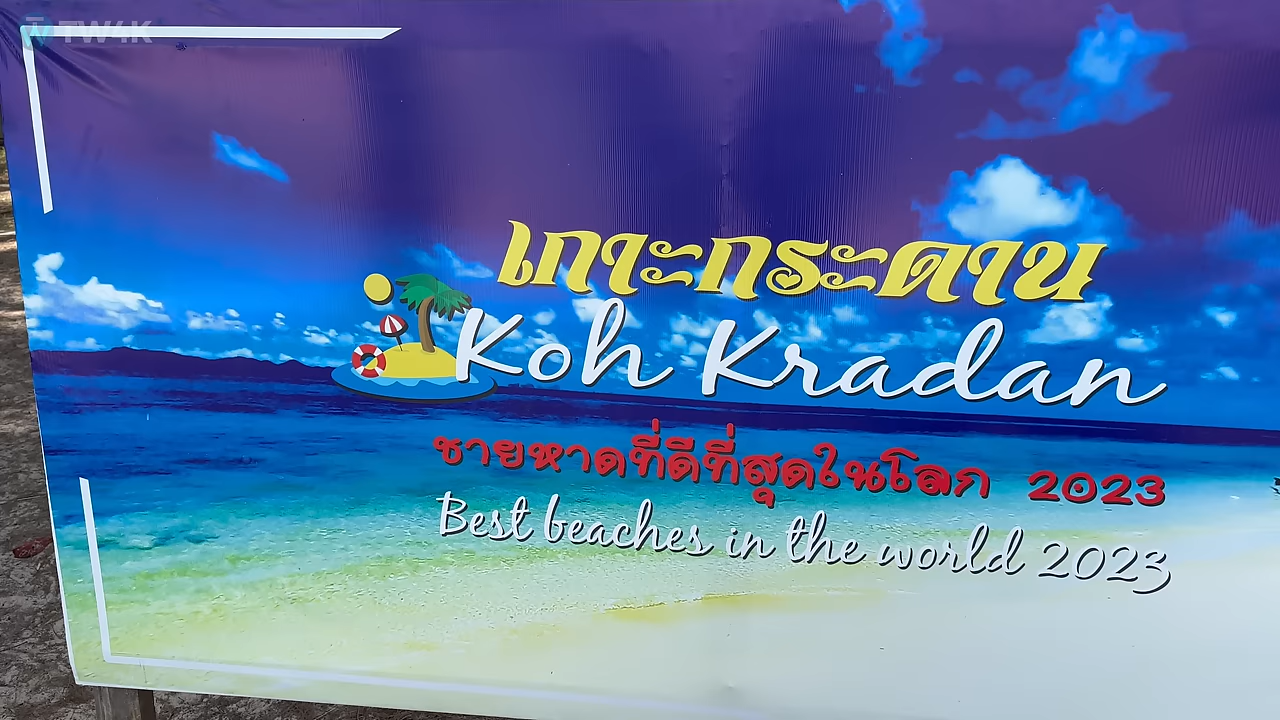 TW4K
เกาะกระดาน
Koh Kradan
ชายหาดที่ดีที่สุดในโลก 2023
Best beaches in the world 2023